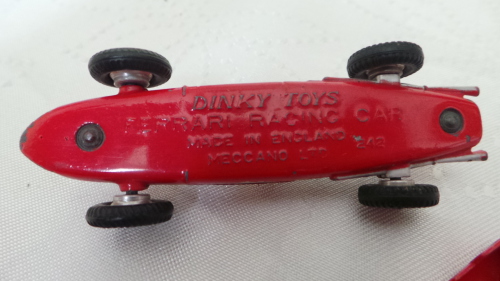 DINKY TOYS
FERRARI RACING CAR
MADE IN ENGLAND 242
MECCANO LTD